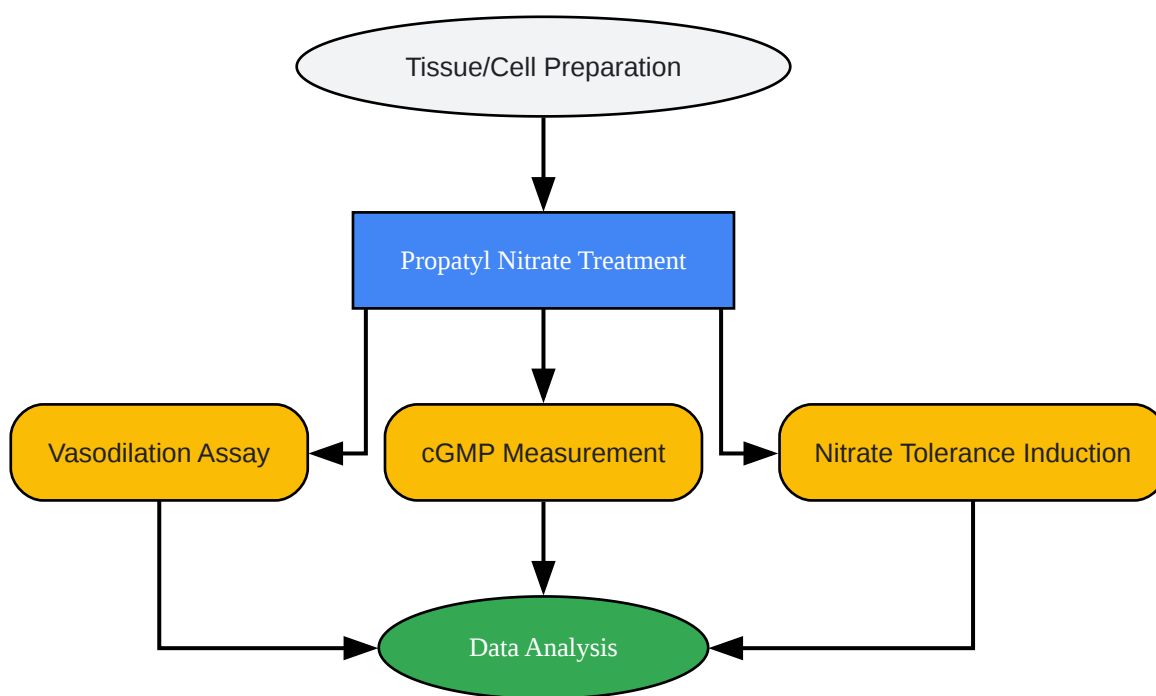 Tissue/Cell Preparation
Propatyl Nitrate Treatment
Vasodilation Assay
cGMP Measurement
Nitrate Tolerance Induction
Data Analysis